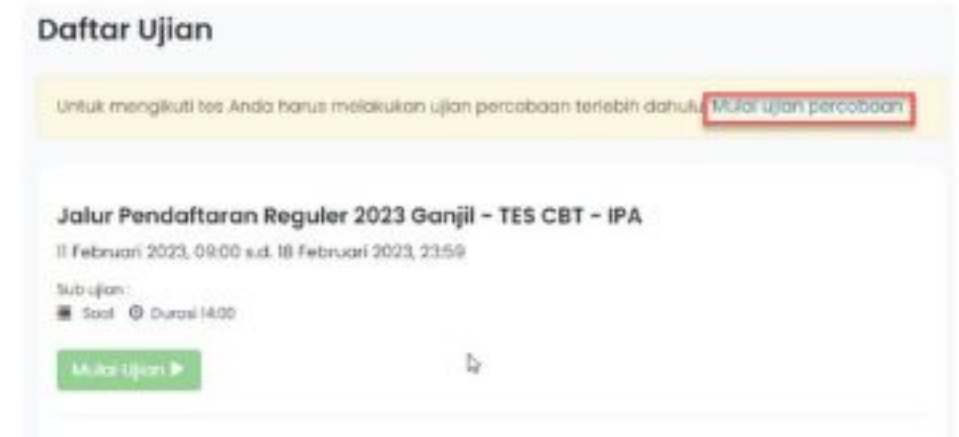 Daftar Ujian
Untuk mengikuti tes Anda harus melakukan ujian percobaan terlebih dahulu, Mulai ujian percobaan
Jalur Pendaftaran Reguler 2023 Ganjil - TES CBT - IPA
11 Februari 2023, 09:00 s.d. 18 Februari 2023, 23:59
Sub ujian :
Soal Durasi 14:00
Mulai Ujian